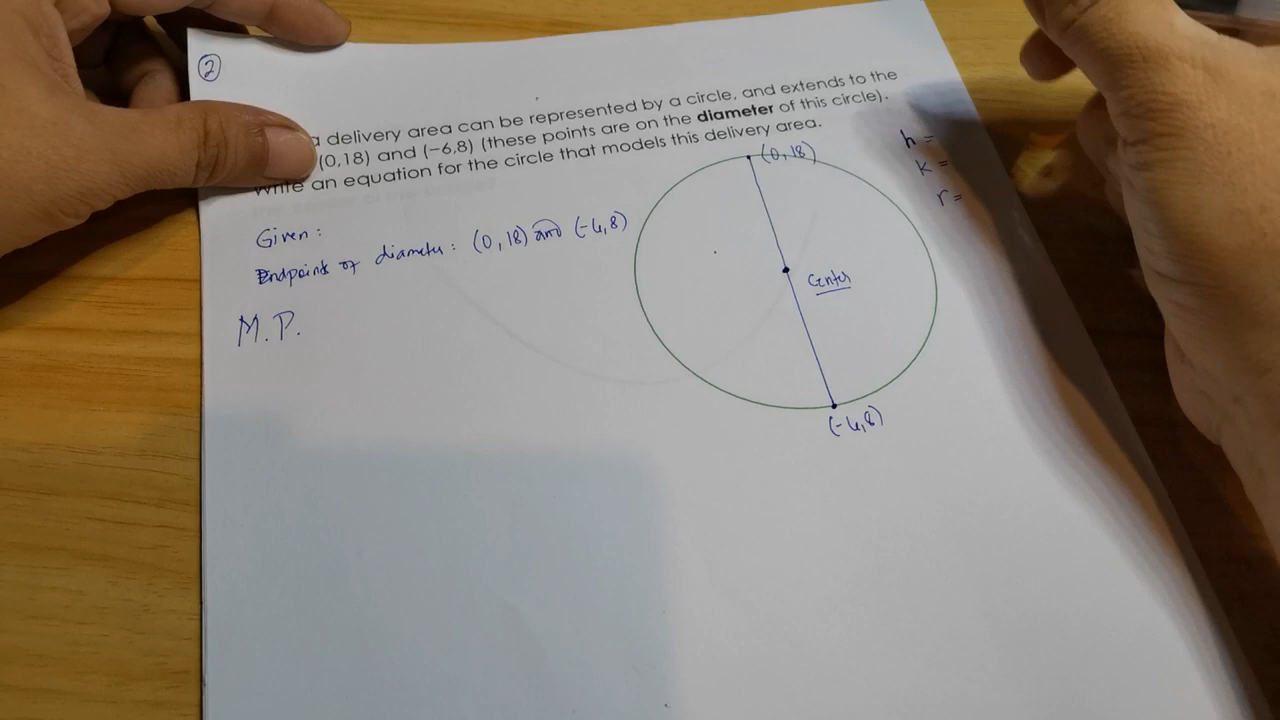 ②
a delivery area can be represented by a circle, and extends to the
(0,18) and (−6,8) (these points are on the diameter of this circle).
Write an equation for the circle that models this delivery area.
h =
k =
r =
(0,18)
Given:
Endpoints of diameter: (0,18) and (-6,8)
Center
M.P.
(-6,8)